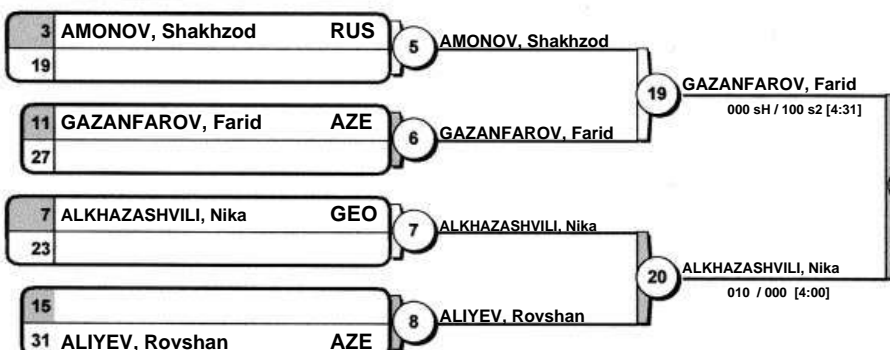 3 AMONOV, Shakhzod RUS
19
5
AMONOV, Shakhzod
11 GAZANFAROV, Farid AZE
27
6
GAZANFAROV, Farid
19
GAZANFAROV, Farid
000 sH / 100 s2 [4:31]
7 ALKHAZASHVILI, Nika GEO
23
7
ALKHAZASHVILI, Nika
15
31 ALIYEV, Rovshan AZE
8
ALIYEV, Rovshan
20
ALKHAZASHVILI, Nika
010 / 000 [4:00]